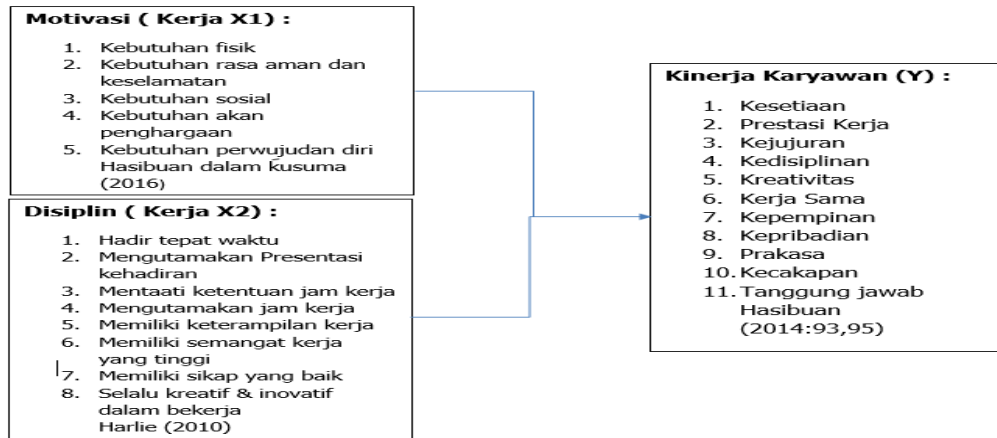 Motivasi ( Kerja X1) :
1. Kebutuhan fisik
2. Kebutuhan rasa aman dan
keselamatan
3. Kebutuhan sosial
4. Kebutuhan akan
penghargaan
5. Kebutuhan perwujudan diri
Hasibuan dalam kusuma
(2016)
Disiplin ( Kerja X2) :
1. Hadir tepat waktu
2. Mengutamakan Presentasi
kehadiran
3. Mentaati ketentuan jam kerja
4. Mengutamakan jam kerja
5. Memiliki keterampilan kerja
6. Memiliki semangat kerja
yang tinggi
7. Memiliki sikap yang baik
8. Selalu kreatif & inovatif
dalam bekerja
Harlie (2010)
Kinerja Karyawan (Y) :
1. Kesetiaan
2. Prestasi Kerja
3. Kejujuran
4. Kedisiplinan
5. Kreativitas
6. Kerja Sama
7. Kepempinan
8. Kepribadian
9. Prakasa
10. Kecakapan
11. Tanggung jawab
Hasibuan
(2014:93,95)